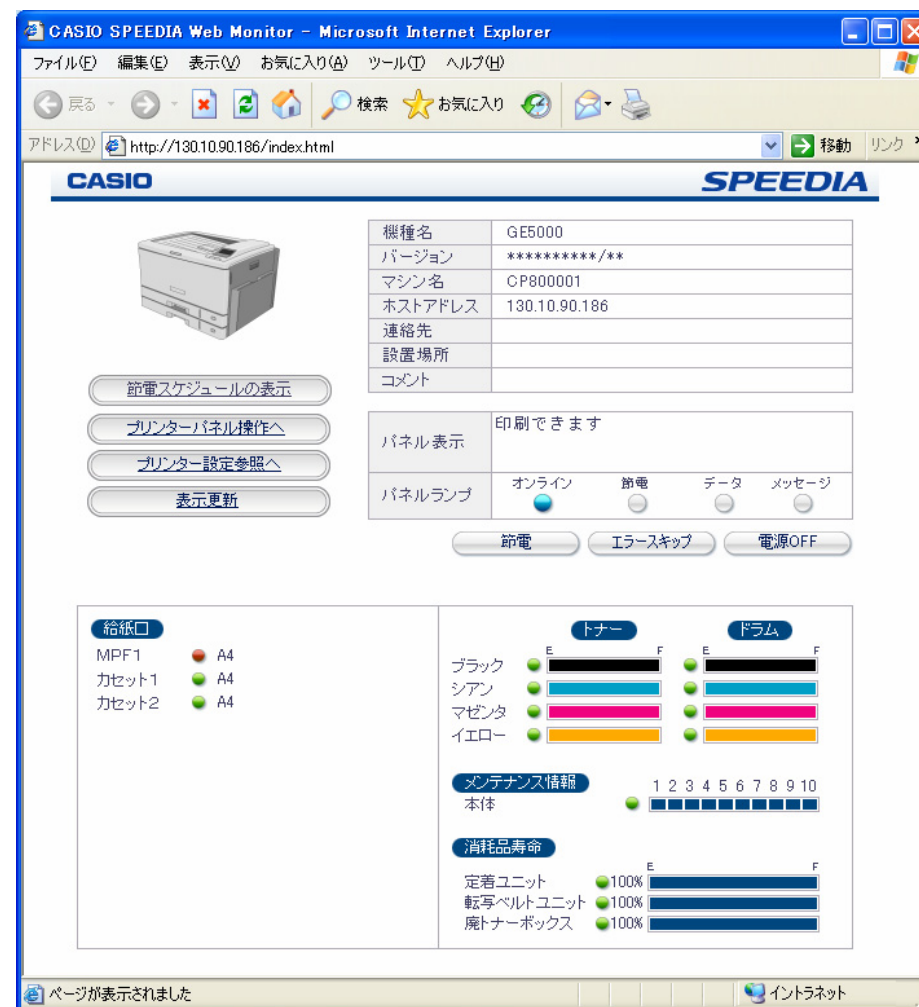 CASIO SPEEDIA Web Monitor - Microsoft Internet Explorer
ファイル(F) 編集(E) 表示(V) お気に入り(A) ツール(T) ヘルプ(H)
戻る 検索 お気に入り
アドレス(D) http://130.10.90.186/index.html 移動 リンク
CASIO SPEEDIA
機種名 GE5000
バージョン **********/**
マシン名 CP800001
ホストアドレス 130.10.90.186
連絡先
設置場所
コメント
節電スケジュールの表示
プリンターパネル操作へ
プリンター設定参照へ
表示更新
パネル表示 印刷できます
パネルランプ オンライン 節電 データ メッセージ
節電 エラースキップ 電源OFF
給紙口
MPF1 A4
カセット1 A4
カセット2 A4
トナー ドラム
E F E F
ブラック
シアン
マゼンタ
イエロー
メンテナンス情報 1 2 3 4 5 6 7 8 9 10
本体
消耗品寿命
E F
定着ユニット 100%
転写ベルトユニット 100%
廃トナーボックス 100%
ページが表示されました イントラネット